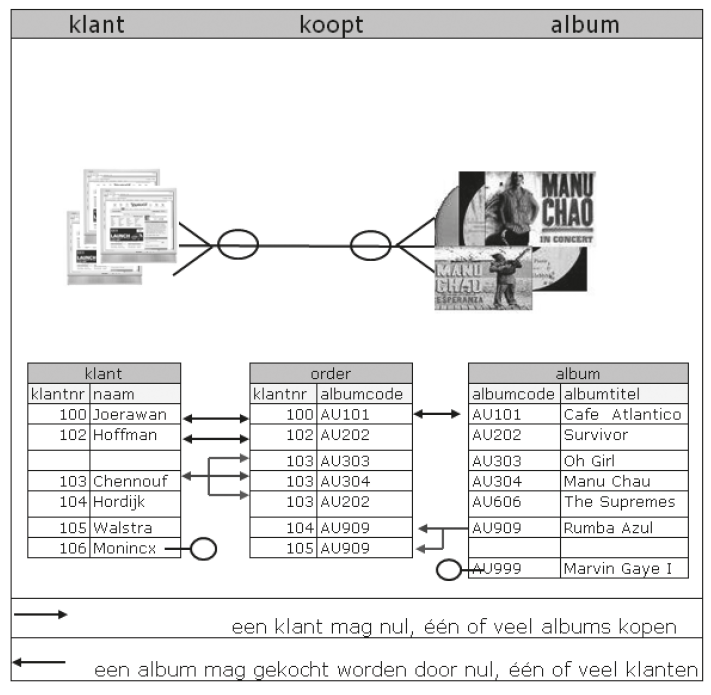 klant koopt album
MANU
CHAO
IN CONCERT
MANU
CHAO
ESPERANZA
klant order album
klantnr naam klantnr albumcode albumcode albumtitel
100 Joerawan 100 AU101 AU101 Cafe Atlantico
102 Hoffman 102 AU202 AU202 Survivor
103 AU303 AU303 Oh Girl
103 Chennouf 103 AU304 AU304 Manu Chau
104 Hordijk 103 AU202 AU606 The Supremes
105 Walstra 104 AU909 AU909 Rumba Azul
106 Monincx 105 AU909
AU999 Marvin Gaye I
een klant mag nul, één of veel albums kopen
een album mag gekocht worden door nul, één of veel klanten